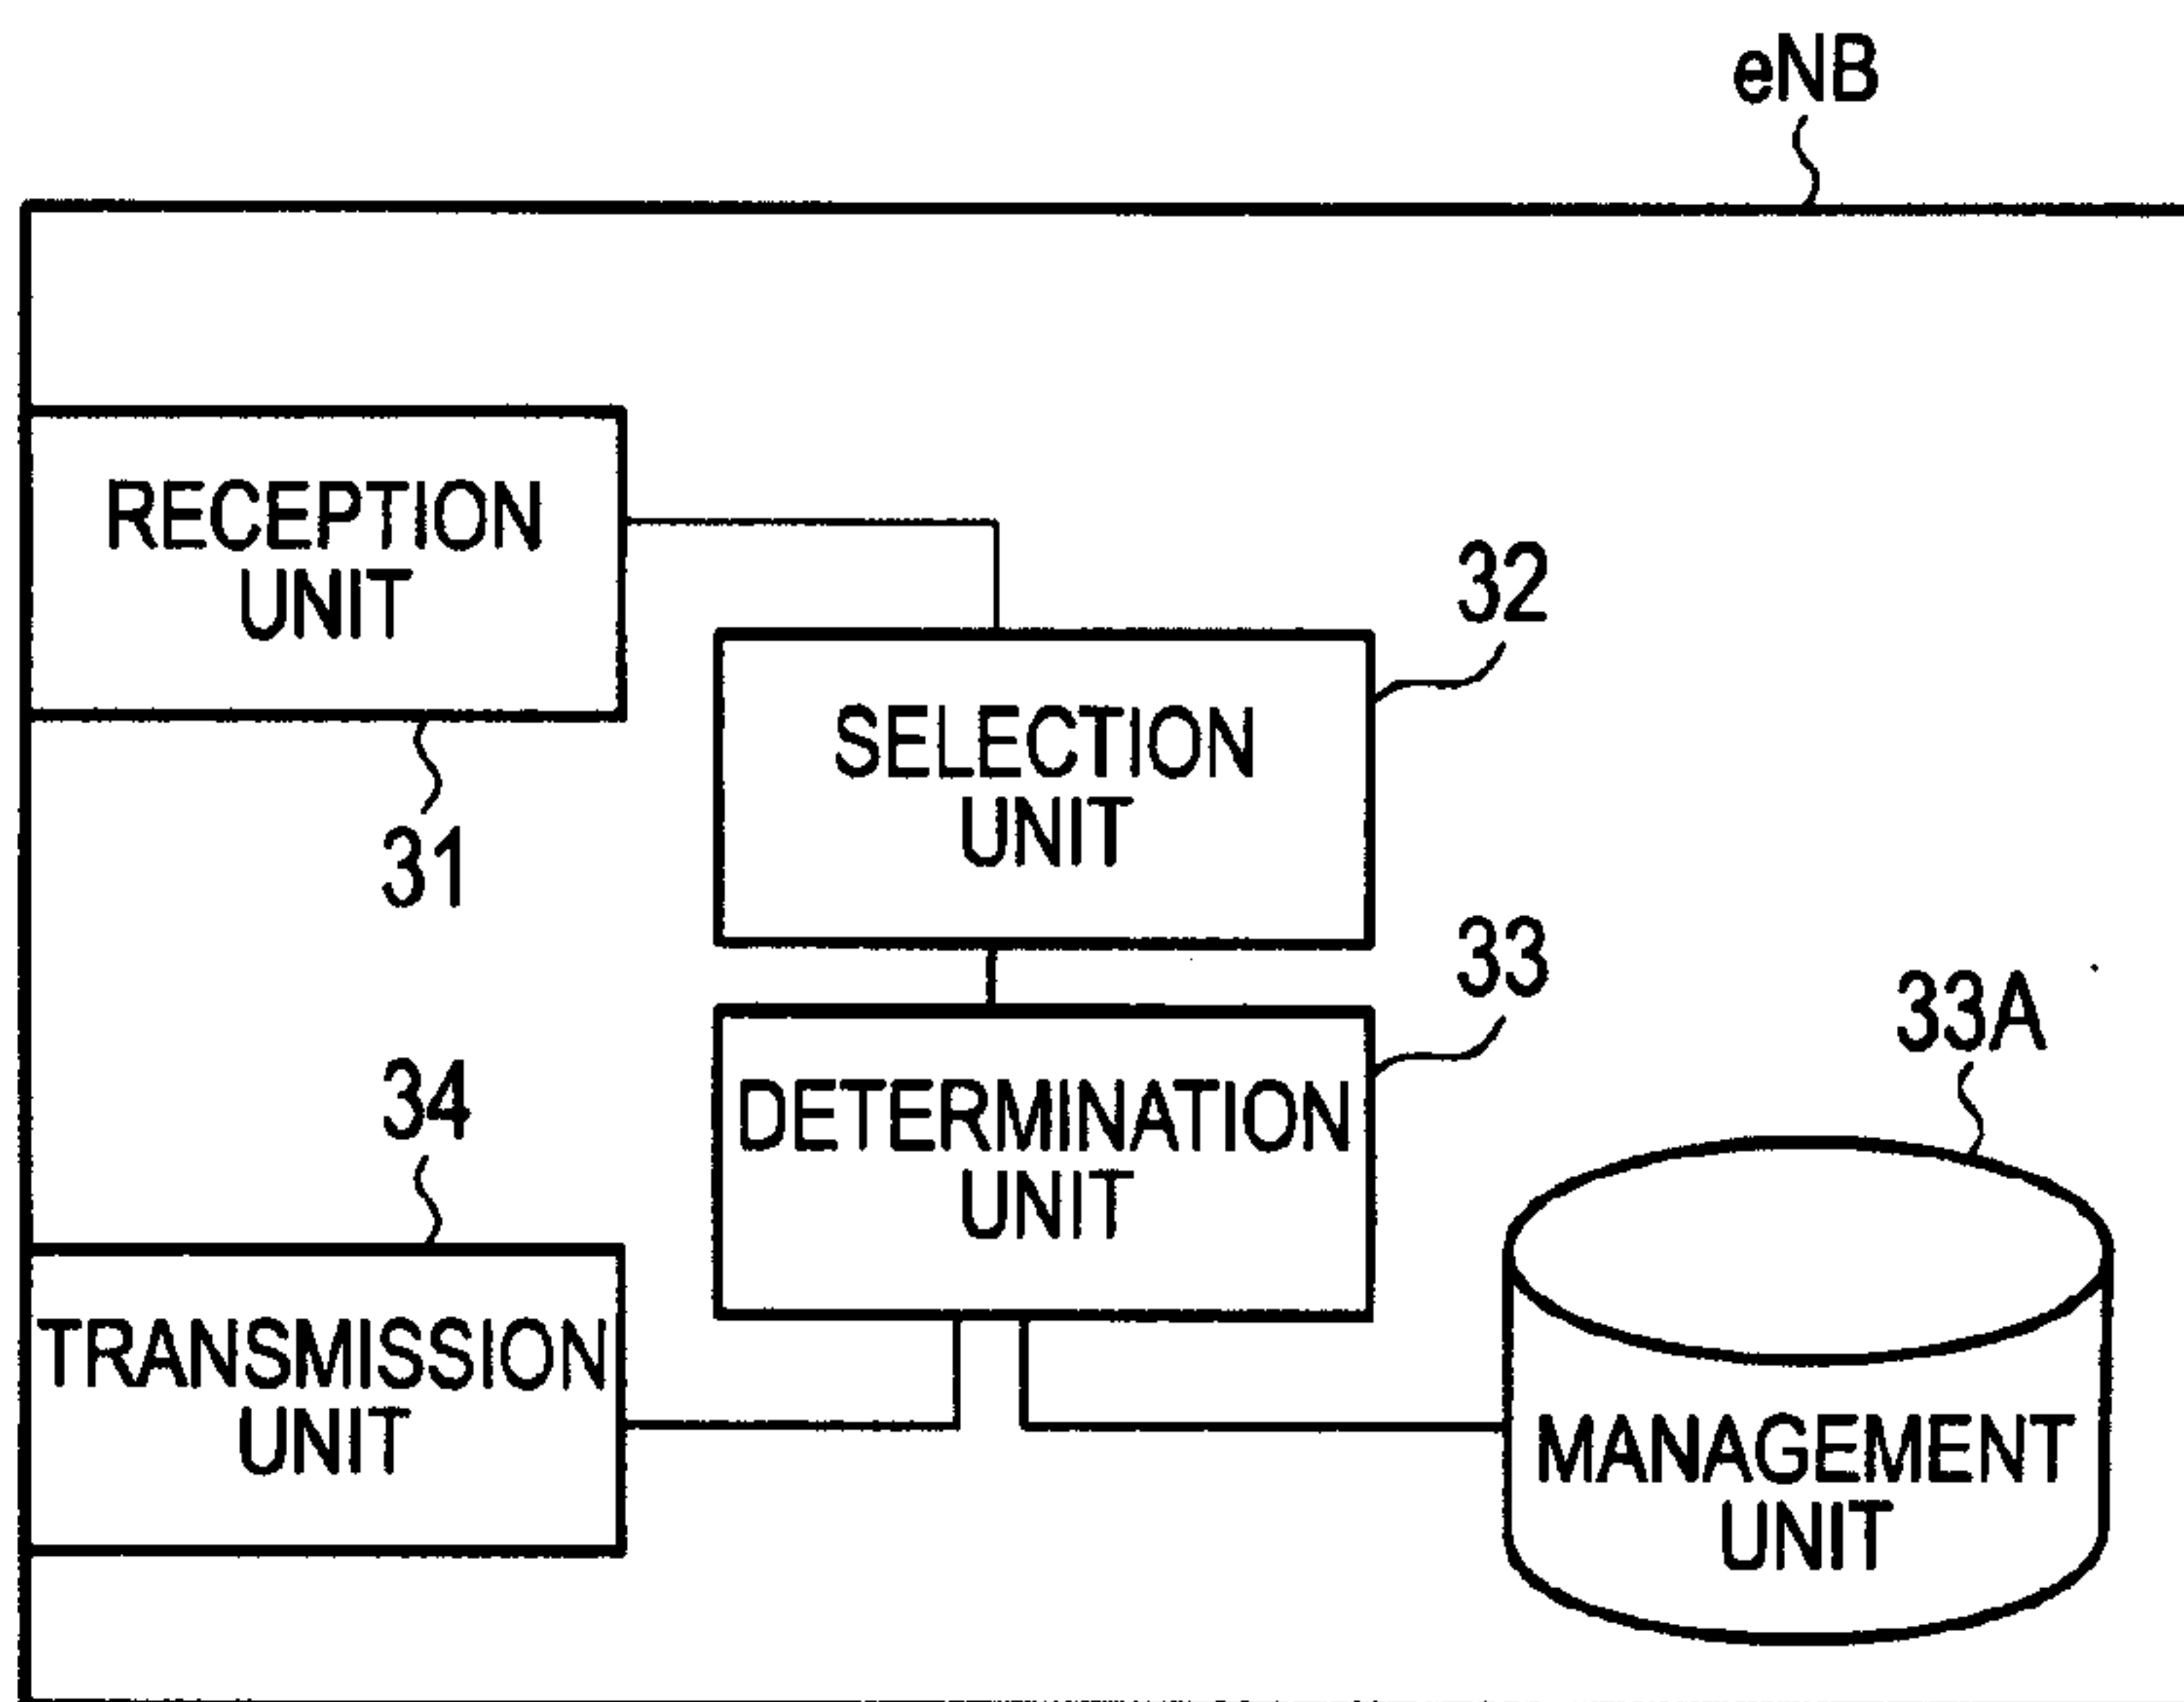 eNB
RECEPTION
UNIT
31
32
SELECTION
UNIT
33
DETERMINATION
UNIT
33A
34
TRANSMISSION
UNIT
MANAGEMENT
UNIT